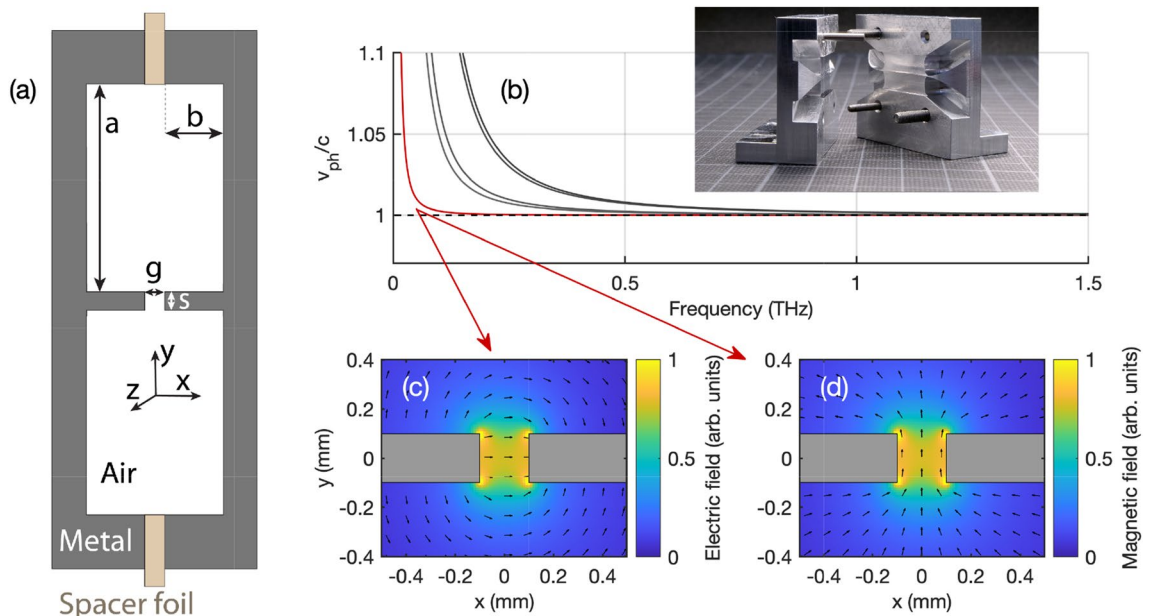 (a)
a
b
g
s
y
z
x
Air
Metal
Spacer foil
(b)
v_ph/c
1.1
1.05
1
0
0.5
1
1.5
Frequency (THz)
(c)
y (mm)
0.4
0.2
0
-0.2
-0.4
-0.4
-0.2
0
0.2
0.4
x (mm)
1
0.5
0
Electric field (arb. units)
(d)
0.4
0.2
0
-0.2
-0.4
-0.4
-0.2
0
0.2
0.4
x (mm)
1
0.5
0
Magnetic field (arb. units)